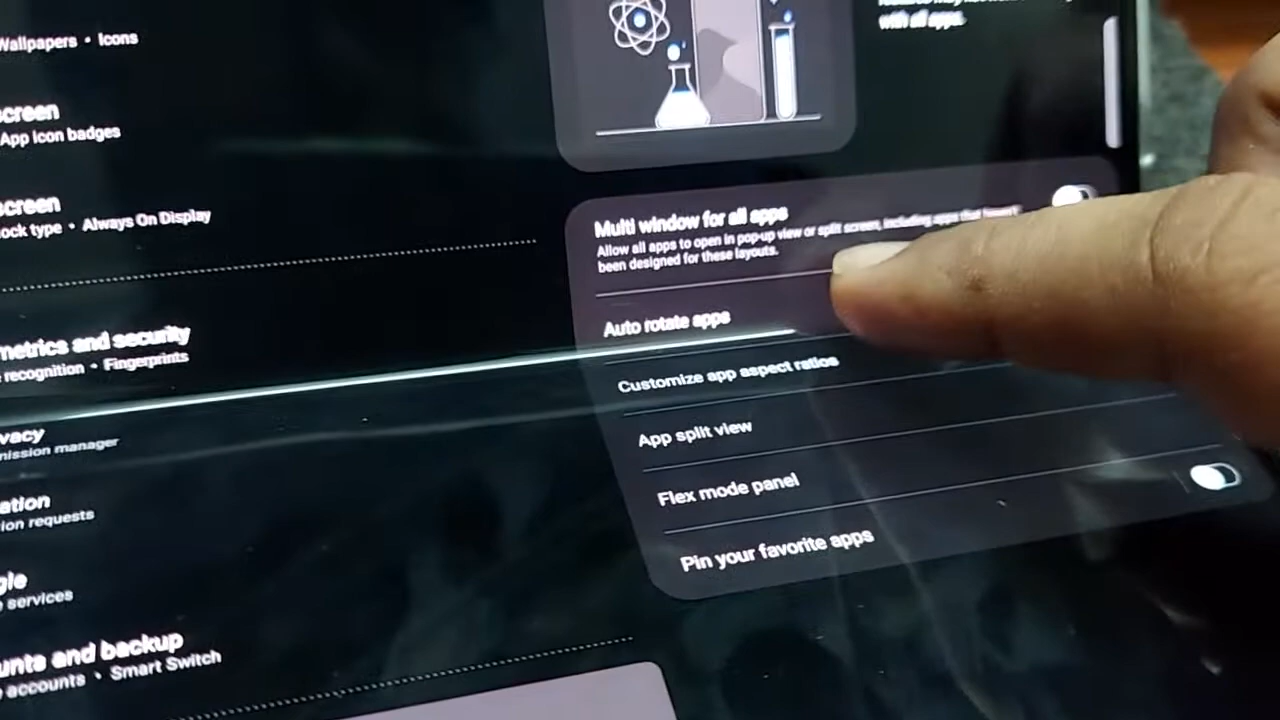 Wallpapers • Icons
screen
App icon badges
screen
ock type • Always On Display
metrics and security
recognition • Fingerprints
vacy
mission manager
ation
ion requests
gle
services
unts and backup
accounts • Smart Switch
with all apps.
Multi window for all apps
Allow all apps to open in pop-up view or split screen, including apps that haven't
been designed for these layouts.
Auto rotate apps
Customize app aspect ratios
App split view
Flex mode panel
Pin your favorite apps